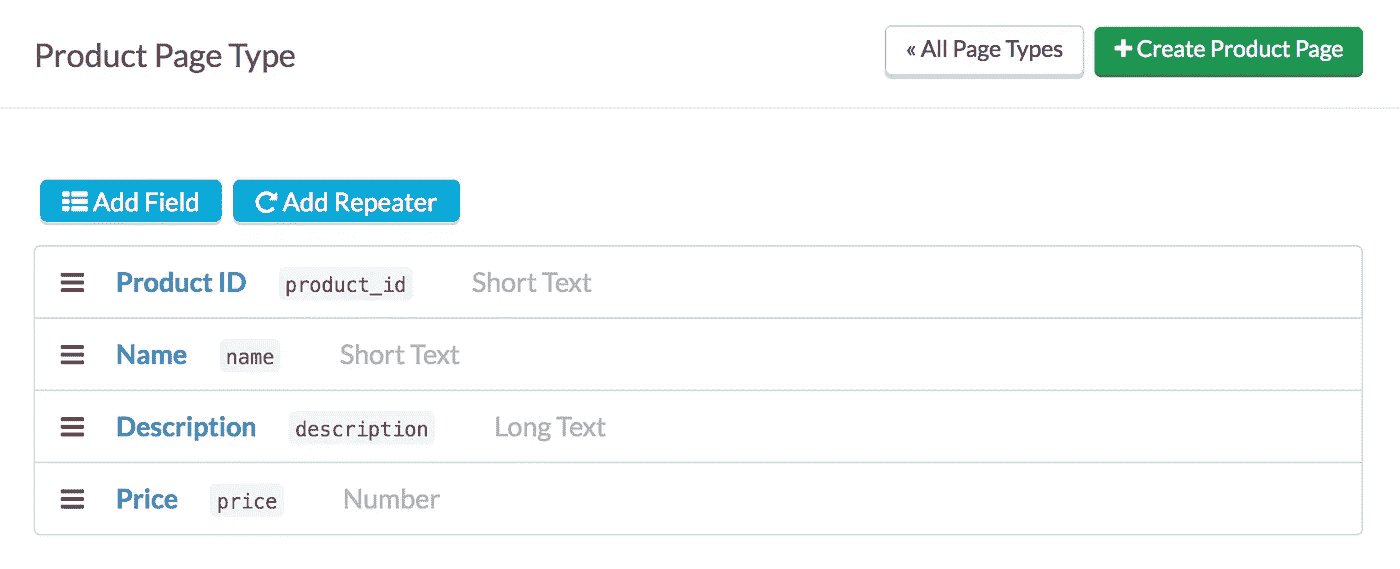 Product Page Type
« All Page Types
Create Product Page
Add Field
Add Repeater
Product ID product_id Short Text
Name name Short Text
Description description Long Text
Price price Number